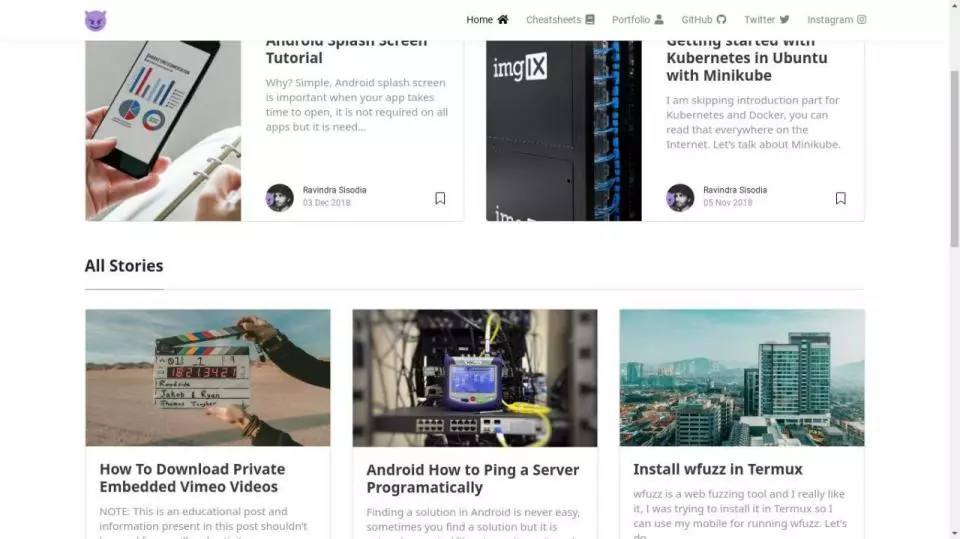 Home
Cheatsheets
Portfolio
GitHub
Twitter
Instagram
Android Splash Screen
Tutorial
Why? Simple, Android splash screen
is important when your app takes
time to open, it is not required on all
apps but it is need...
Ravindra Sisodia
03 Dec 2018
imgIX
Getting started with
Kubernetes in Ubuntu
with Minikube
I am skipping introduction part for
Kubernetes and Docker, you can
read that everywhere on the
Internet. Let's talk about Minikube.
Ravindra Sisodia
05 Nov 2018
All Stories
18213421
Roadside
Jakob & Ryan
Thomas Taugher
How To Download Private
Embedded Vimeo Videos
NOTE: This is an educational post and
information present in this post shouldn't
Android How to Ping a Server
Programatically
Finding a solution in Android is never easy,
sometimes you find a solution but it is
Install wfuzz in Termux
wfuzz is a web fuzzing tool and I really like
it, I was trying to install it in Termux so I
can use my mobile for running wfuzz. Let's